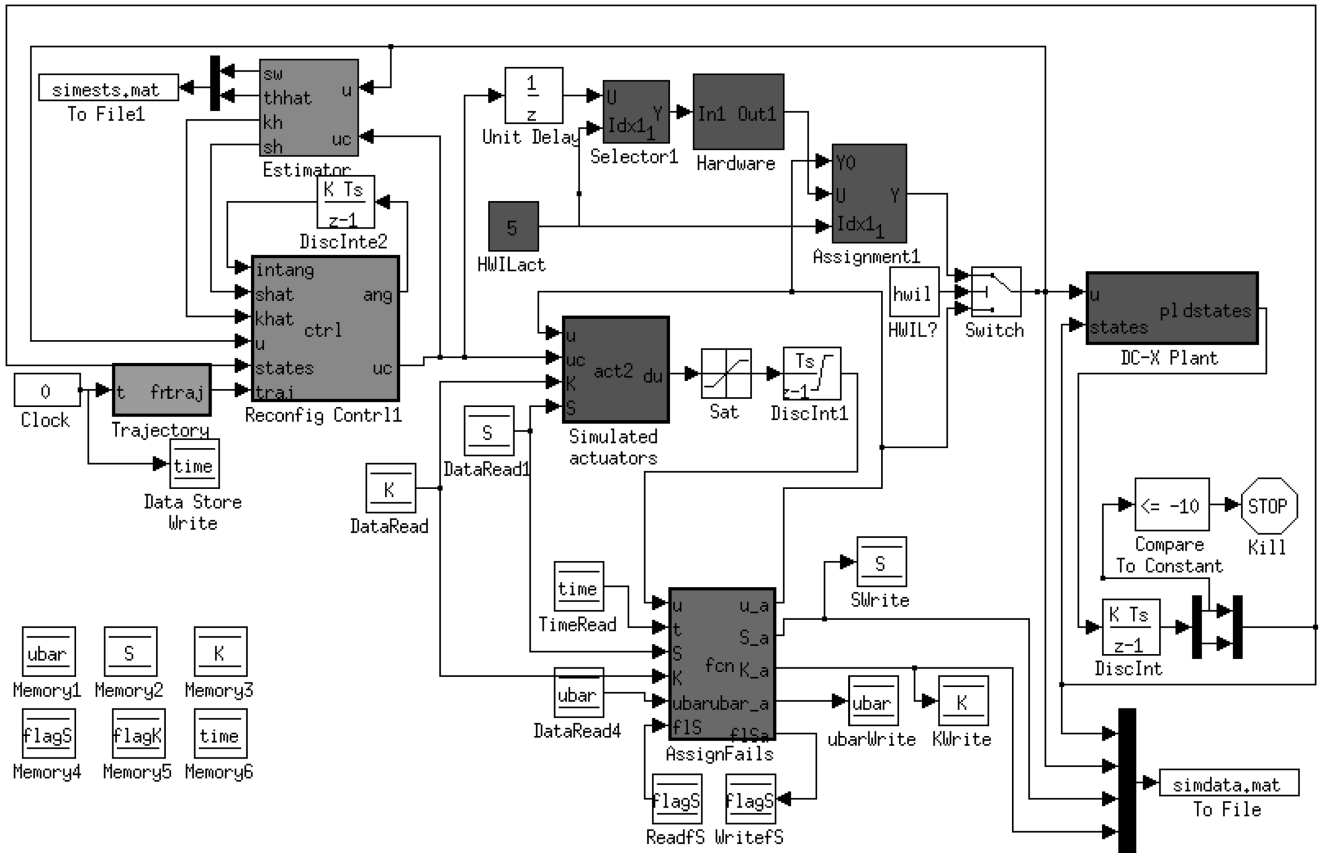 simests.mat
To File1
sw
thhat
kh
sh
u
uc
Estimator
K Ts
z-1
DiscInte2
intang
shat
khat
u
states
traj
ctrl
ang
uc
Reconfig Contrl1
0
Clock
t
frtraj
Trajectory
time
Data Store
Write
1
z
Unit Delay
U
Idx1
Y
1
Selector1
In1 Out1
Hardware
5
HWILact
Y0
U
Idx1
Y
1
Assignment1
hwil
HWIL?
Switch
u
states
pldstates
DC-X Plant
u
uc
K
S
act2
du
Simulated
actuators
Sat
Ts
z-1
DiscInt1
S
DataRead1
K
DataRead
<= -10
Compare
To Constant
STOP
Kill
K Ts
z-1
DiscInt
time
TimeRead
u
t
S
K
ubar
flS
fcn
u_a
S_a
K_a
ubar_a
flSa
AssignFails
S
SWrite
ubar
DataRead4
ubar
ubarWrite
K
KWrite
flagS
ReadfS
flagS
WritefS
ubar
Memory1
S
Memory2
K
Memory3
flagS
Memory4
flagK
Memory5
time
Memory6
simdata.mat
To File